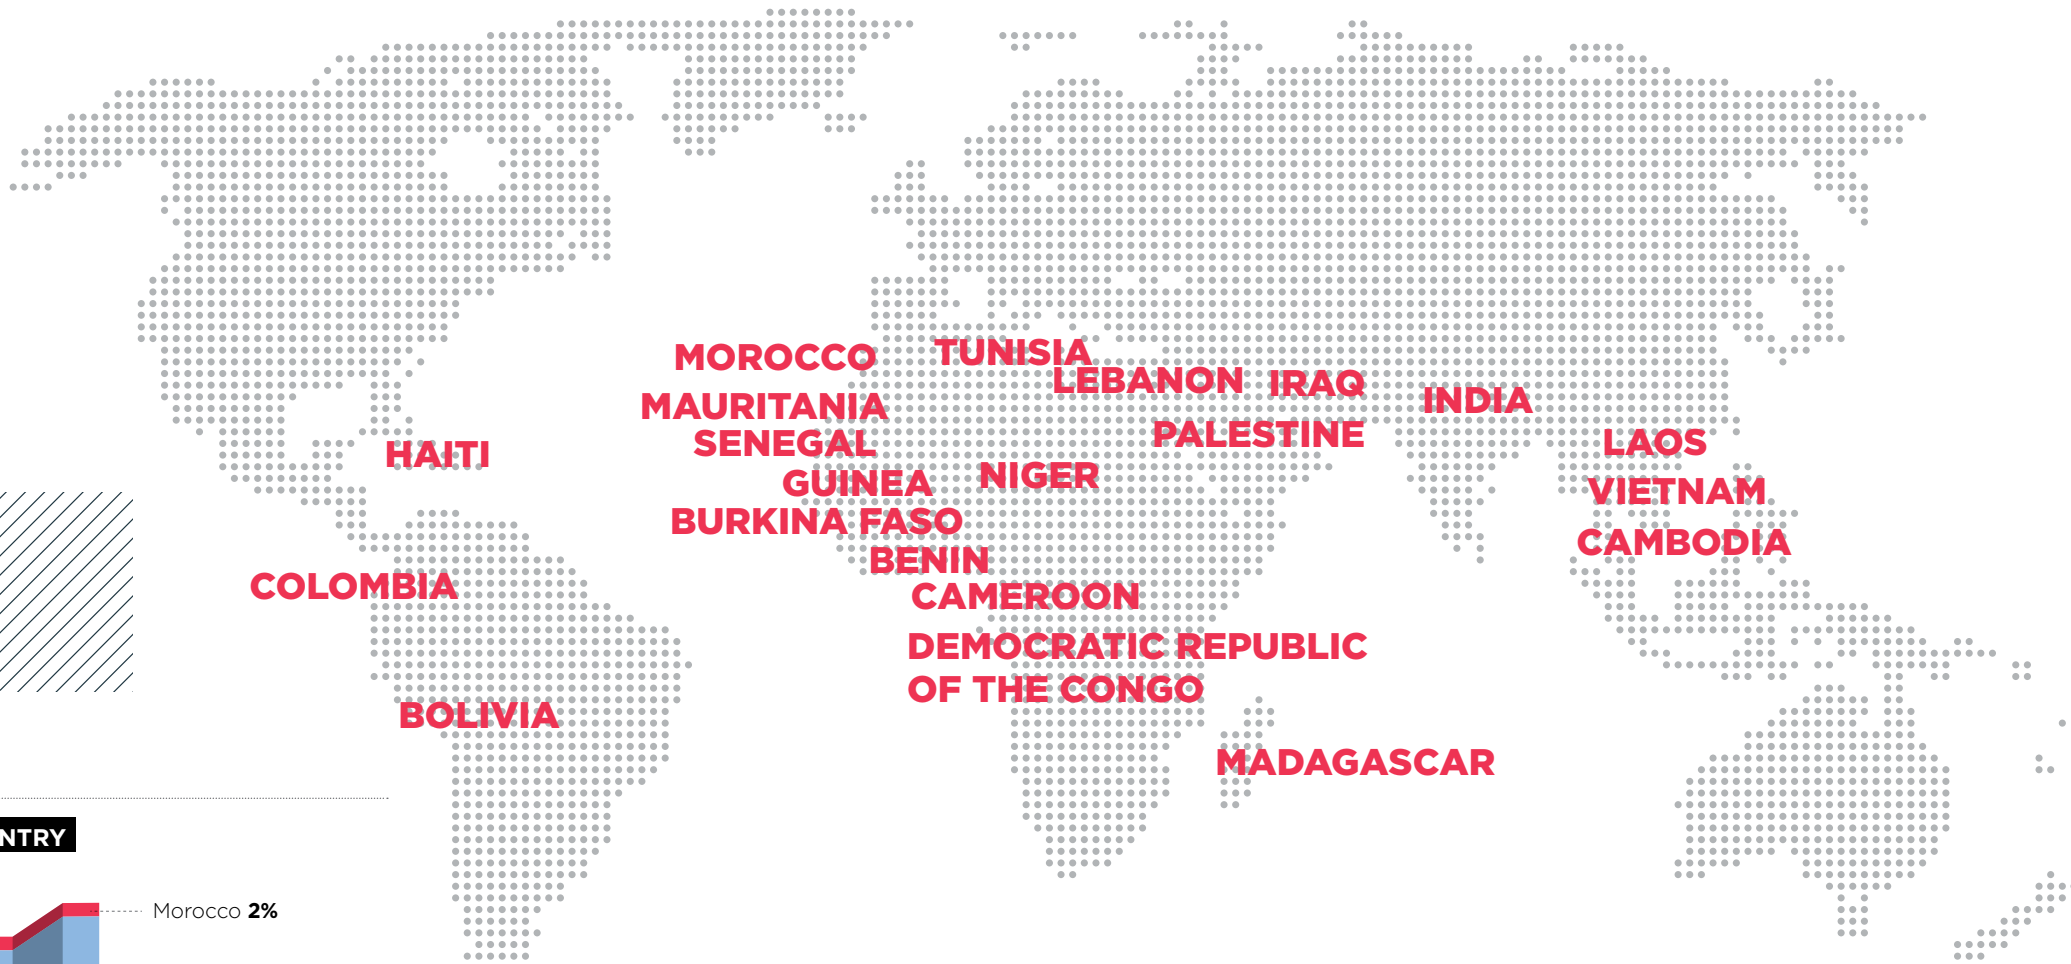 MOROCCO
TUNISIA
LEBANON
IRAQ
INDIA
MAURITANIA
PALESTINE
SENEGAL
LAOS
HAITI
NIGER
GUINEA
VIETNAM
BURKINA FASO
CAMBODIA
BENIN
COLOMBIA
CAMEROON
DEMOCRATIC REPUBLIC
OF THE CONGO
BOLIVIA
MADAGASCAR
NTRY
Morocco 2%